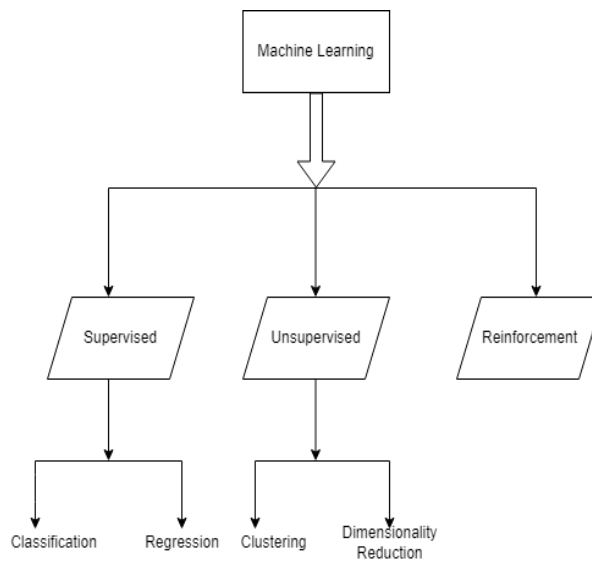 Machine Learning
Supervised
Unsupervised
Reinforcement
Classification
Regression
Clustering
Dimensionality
Reduction